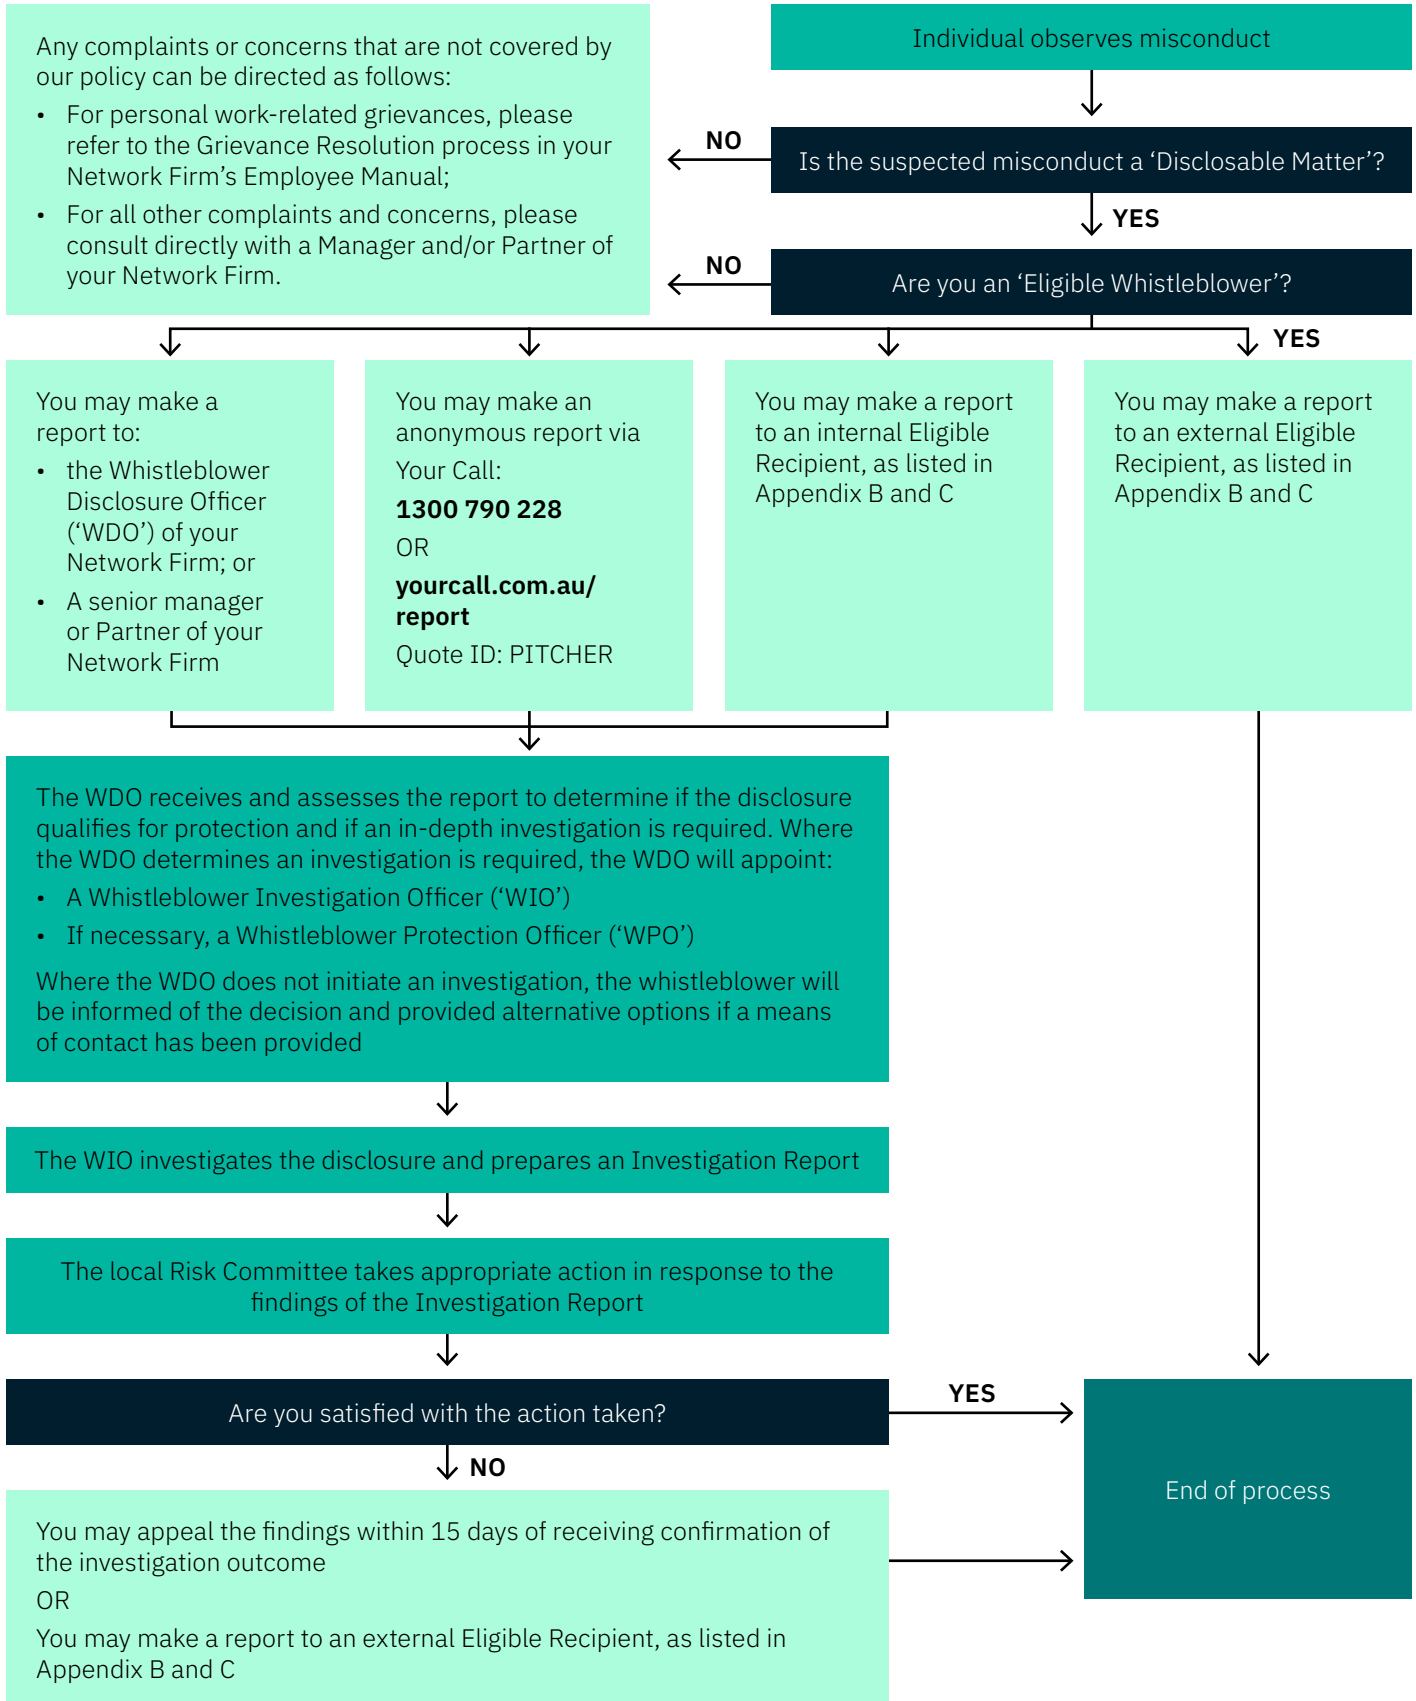 Any complaints or concerns that are not covered by
our policy can be directed as follows:
• For personal work-related grievances, please
refer to the Grievance Resolution process in your
Network Firm’s Employee Manual;
• For all other complaints and concerns, please
consult directly with a Manager and/or Partner of
your Network Firm.
Individual observes misconduct
NO
Is the suspected misconduct a ‘Disclosable Matter’?
YES
NO
Are you an ‘Eligible Whistleblower’?
YES
You may make a
report to:
• the Whistleblower
Disclosure Officer
(‘WDO’) of your
Network Firm; or
• A senior manager
or Partner of your
Network Firm
You may make an
anonymous report via
Your Call:
1300 790 228
OR
yourcall.com.au/
report
Quote ID: PITCHER
You may make a report
to an internal Eligible
Recipient, as listed in
Appendix B and C
You may make a report
to an external Eligible
Recipient, as listed in
Appendix B and C
The WDO receives and assesses the report to determine if the disclosure
qualifies for protection and if an in-depth investigation is required. Where
the WDO determines an investigation is required, the WDO will appoint:
• A Whistleblower Investigation Officer (‘WIO’)
• If necessary, a Whistleblower Protection Officer (‘WPO’)
Where the WDO does not initiate an investigation, the whistleblower will
be informed of the decision and provided alternative options if a means
of contact has been provided
The WIO investigates the disclosure and prepares an Investigation Report
The local Risk Committee takes appropriate action in response to the
findings of the Investigation Report
Are you satisfied with the action taken?
YES
NO
You may appeal the findings within 15 days of receiving confirmation of
the investigation outcome
OR
You may make a report to an external Eligible Recipient, as listed in
Appendix B and C
End of process